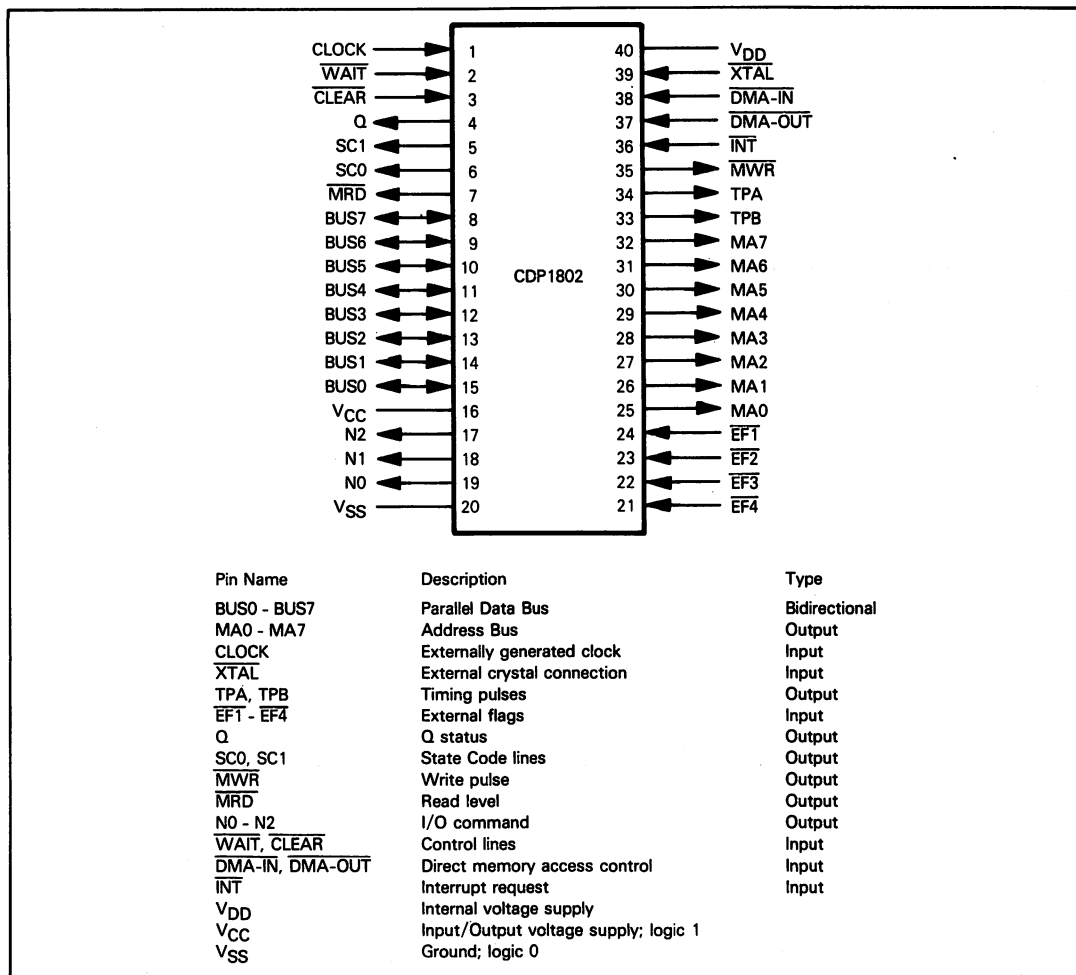 CLOCK 1 40 VDD
WAIT 2 39 XTAL
CLEAR 3 38 DMA-IN
Q 4 37 DMA-OUT
SC1 5 36 INT
SC0 6 35 MWR
MRD 7 34 TPA
BUS7 8 33 TPB
BUS6 9 32 MA7
BUS5 10 31 MA6
BUS4 11 CDP1802 30 MA5
BUS3 12 29 MA4
BUS2 13 28 MA3
BUS1 14 27 MA2
BUS0 15 26 MA1
VCC 16 25 MA0
N2 17 24 EF1
N1 18 23 EF2
N0 19 22 EF3
VSS 20 21 EF4
Pin Name Description Type
BUS0 - BUS7 Parallel Data Bus Bidirectional
MA0 - MA7 Address Bus Output
CLOCK Externally generated clock Input
XTAL External crystal connection Input
TPA, TPB Timing pulses Output
EF1 - EF4 External flags Input
Q Q status Output
SC0, SC1 State Code lines Output
MWR Write pulse Output
MRD Read level Output
N0 - N2 I/O command Output
WAIT, CLEAR Control lines Input
DMA-IN, DMA-OUT Direct memory access control Input
INT Interrupt request Input
VDD Internal voltage supply
VCC Input/Output voltage supply; logic 1
VSS Ground; logic 0